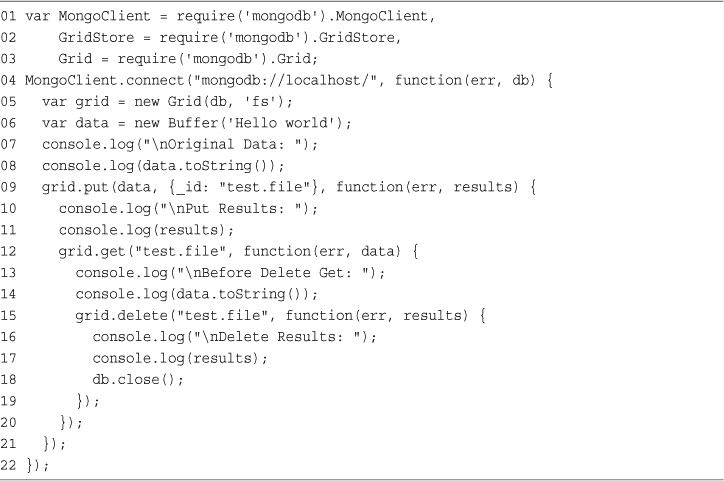 01 var MongoClient = require('mongodb').MongoClient,
02     GridStore = require('mongodb').GridStore,
03     Grid = require('mongodb').Grid;
04 MongoClient.connect("mongodb://localhost/", function(err, db) {
05   var grid = new Grid(db, 'fs');
06   var data = new Buffer('Hello world');
07   console.log("\nOriginal Data: ");
08   console.log(data.toString());
09   grid.put(data, {_id: "test.file"}, function(err, results) {
10     console.log("\nPut Results: ");
11     console.log(results);
12     grid.get("test.file", function(err, data) {
13       console.log("\nBefore Delete Get: ");
14       console.log(data.toString());
15       grid.delete("test.file", function(err, results) {
16         console.log("\nDelete Results: ");
17         console.log(results);
18         db.close();
19       });
20     });
21   });
22 });